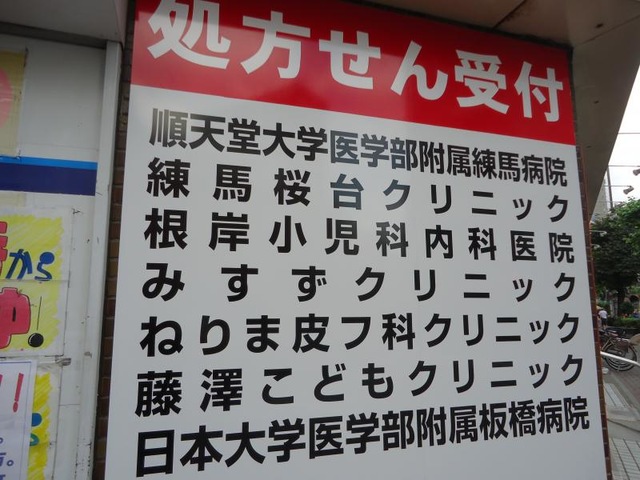 処方せん受付
順天堂大学医学部附属練馬病院
練馬桜台クリニック
根岸小児科内科医院
みすずクリニック
ねりま皮フ科クリニック
藤澤こどもクリニック
日本大学医学部附属板橋病院
から